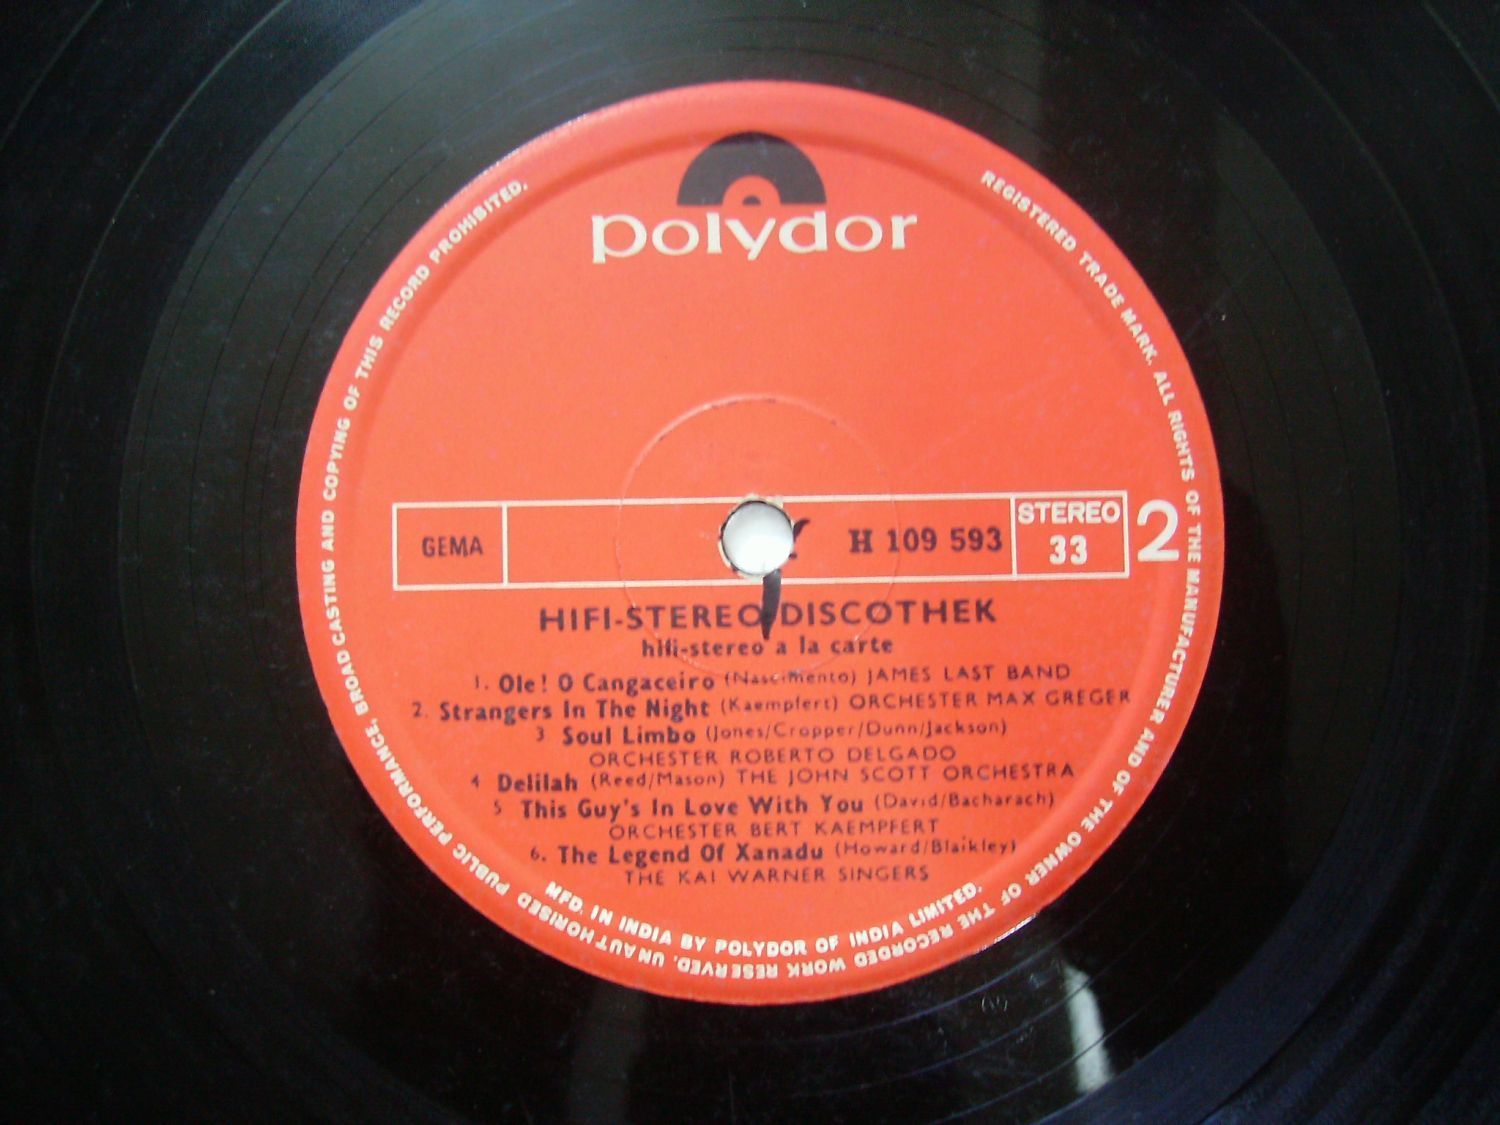 polydor
REGISTERED TRADE MARK. ALL RIGHTS OF THE MANUFACTURER AND OF THE OWNER OF THE RECORDED WORK RESERVED. UNAUTHORISED PUBLIC PERFORMANCE, BROADCASTING AND COPYING OF THIS RECORD PROHIBITED.
GEMA
H 109 593
STEREO
33
2
HIFI-STEREO DISCOTHEK
hifi-stereo a la carte
1. Ole! O Cangaceiro (Nascimento) JAMES LAST BAND
2. Strangers In The Night (Kaempfert) ORCHESTER MAX GREGER
3 Soul Limbo (Jones/Cropper/Dunn/Jackson)
ORCHESTER ROBERTO DELGADO
4 Delilah (Reed/Mason) THE JOHN SCOTT ORCHESTRA
5 This Guy's In Love With You (David/Bacharach)
ORCHESTER BERT KAEMPFERT
6. The Legend Of Xanadu (Howard/Blaikley)
THE KAI WARNER SINGERS
MFD. IN INDIA BY POLYDOR OF INDIA LIMITED.